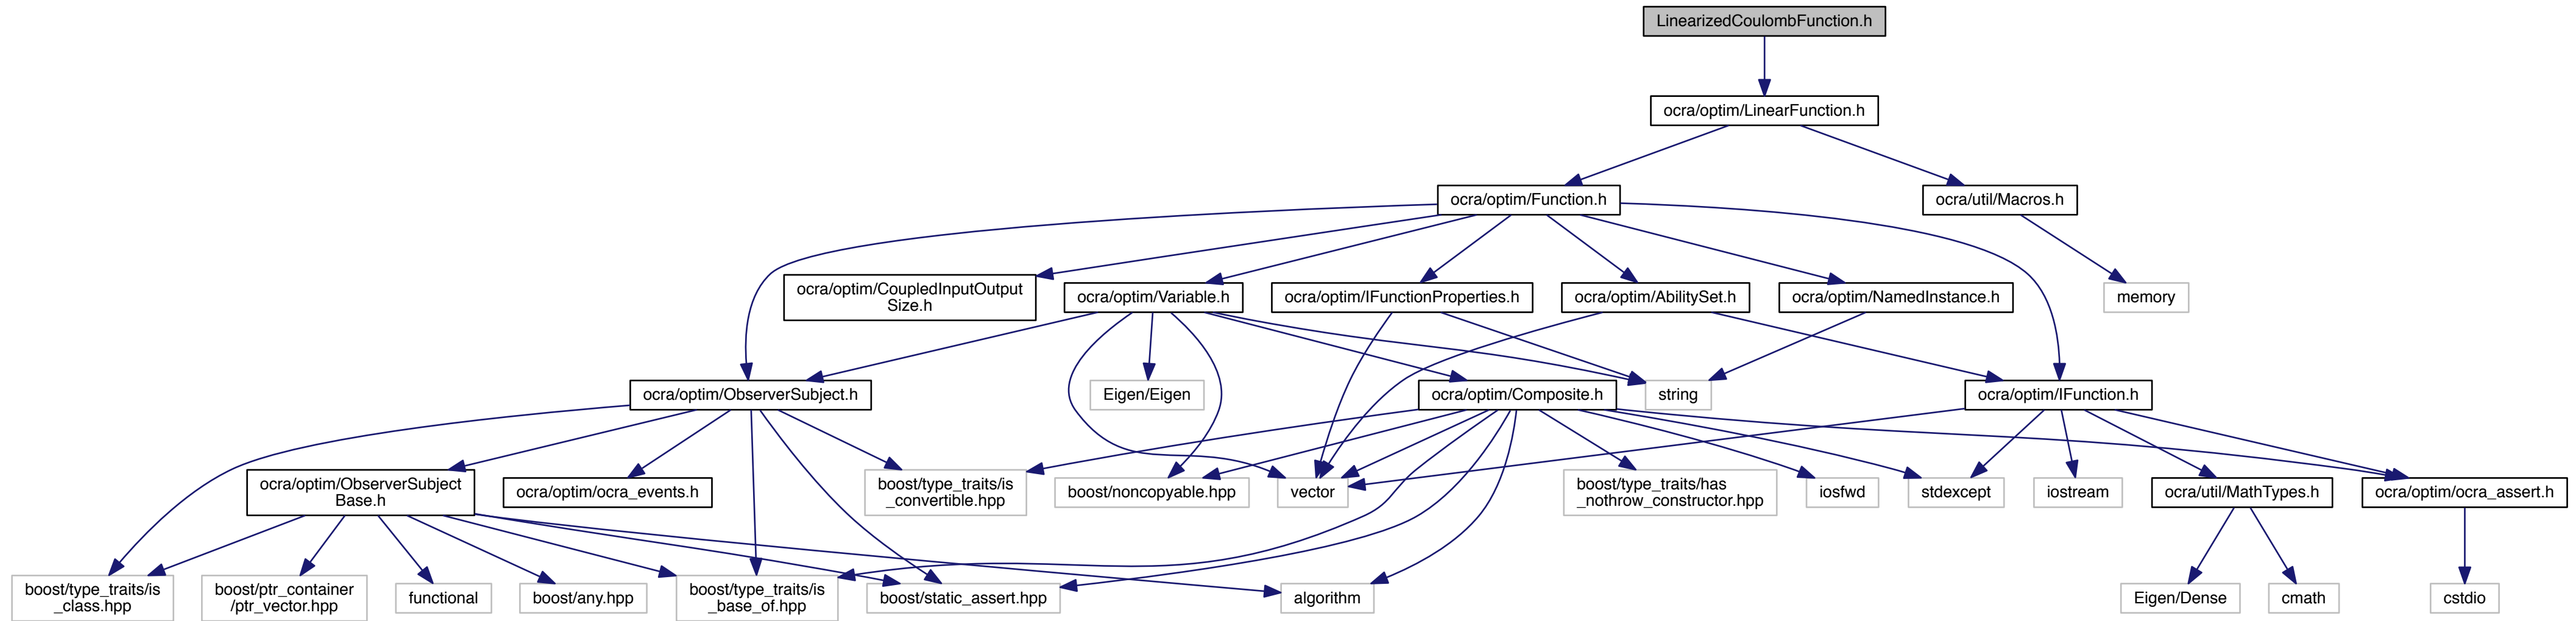 LinearizedCoulombFunction.h
ocra/optim/LinearFunction.h
ocra/optim/Function.h
ocra/util/Macros.h
ocra/optim/CoupledInputOutput
Size.h
ocra/optim/Variable.h
ocra/optim/IFunctionProperties.h
ocra/optim/AbilitySet.h
ocra/optim/NamedInstance.h
memory
ocra/optim/ObserverSubject.h
Eigen/Eigen
ocra/optim/Composite.h
string
ocra/optim/IFunction.h
ocra/optim/ObserverSubject
Base.h
ocra/optim/ocra_events.h
boost/type_traits/is
_convertible.hpp
boost/noncopyable.hpp
vector
boost/type_traits/has
_nothrow_constructor.hpp
iosfwd
stdexcept
iostream
ocra/util/MathTypes.h
ocra/optim/ocra_assert.h
boost/type_traits/is
_class.hpp
boost/ptr_container
/ptr_vector.hpp
functional
boost/any.hpp
boost/type_traits/is
_base_of.hpp
boost/static_assert.hpp
algorithm
Eigen/Dense
cmath
cstdio